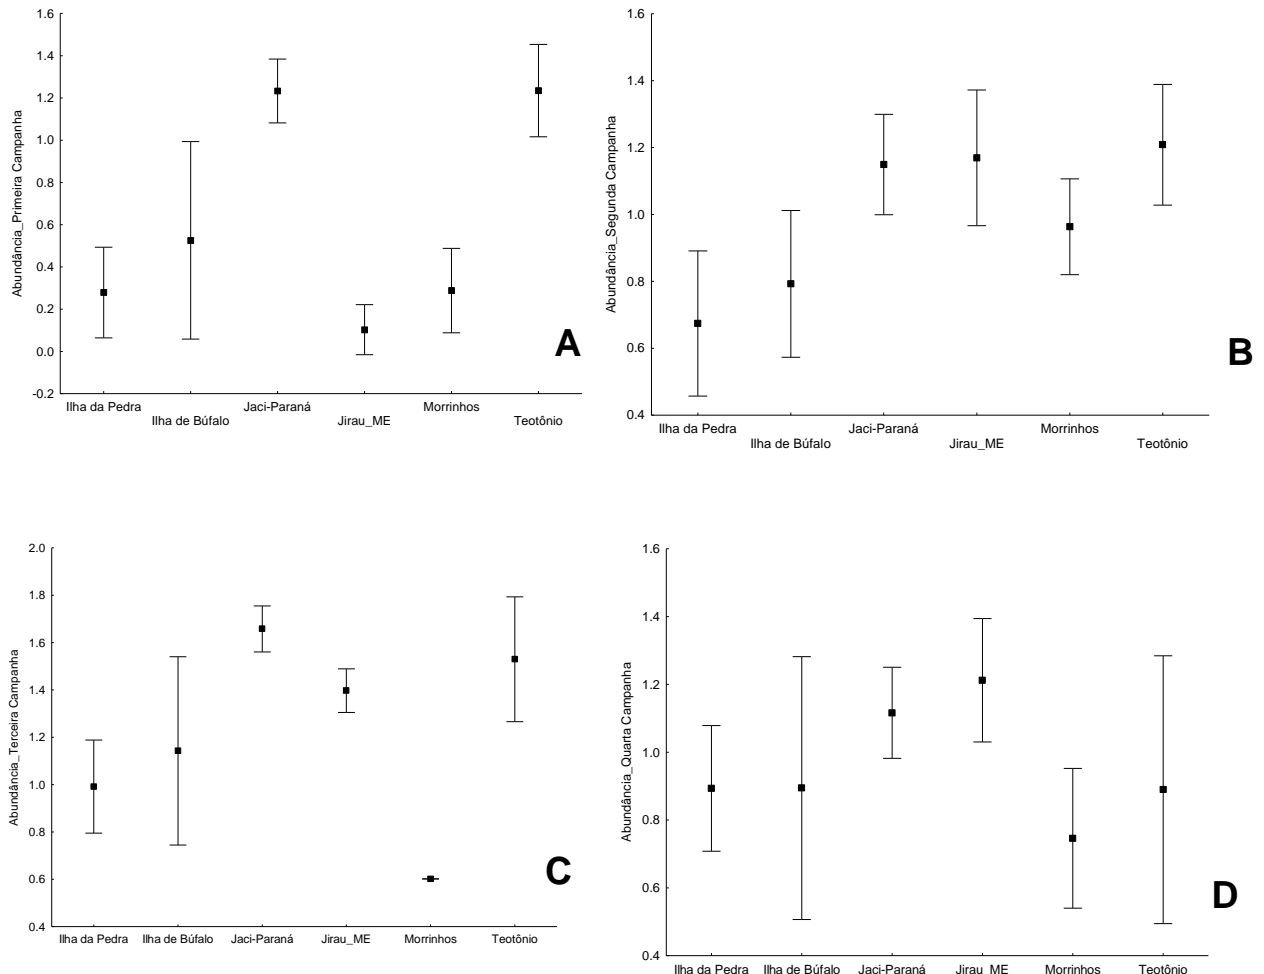 Abundância_Primeira Campanha
1.6
1.4
1.2
1.0
0.8
0.6
0.4
0.2
0.0
-0.2
Ilha da Pedra
Ilha de Búfalo
Jaci-Paraná
Jirau_ME
Morrinhos
Teotônio
A
Abundância_Segunda Campanha
1.6
1.4
1.2
1.0
0.8
0.6
0.4
Ilha da Pedra
Ilha de Búfalo
Jaci-Paraná
Jirau_ME
Morrinhos
Teotônio
B
Abundância_Terceira Campanha
2.0
1.8
1.6
1.4
1.2
1.0
0.8
0.6
0.4
Ilha da Pedra
Ilha de Búfalo
Jaci-Paraná
Jirau_ME
Morrinhos
Teotônio
C
Abundância_Quarta Campanha
1.6
1.4
1.2
1.0
0.8
0.6
0.4
Ilha da Pedra
Ilha de Búfalo
Jaci-Paraná
Jirau_ME
Morrinhos
Teotônio
D